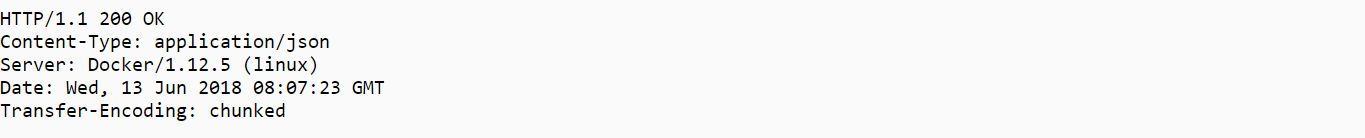 HTTP/1.1 200 OK
Content-Type: application/json
Server: Docker/1.12.5 (linux)
Date: Wed, 13 Jun 2018 08:07:23 GMT
Transfer-Encoding: chunked